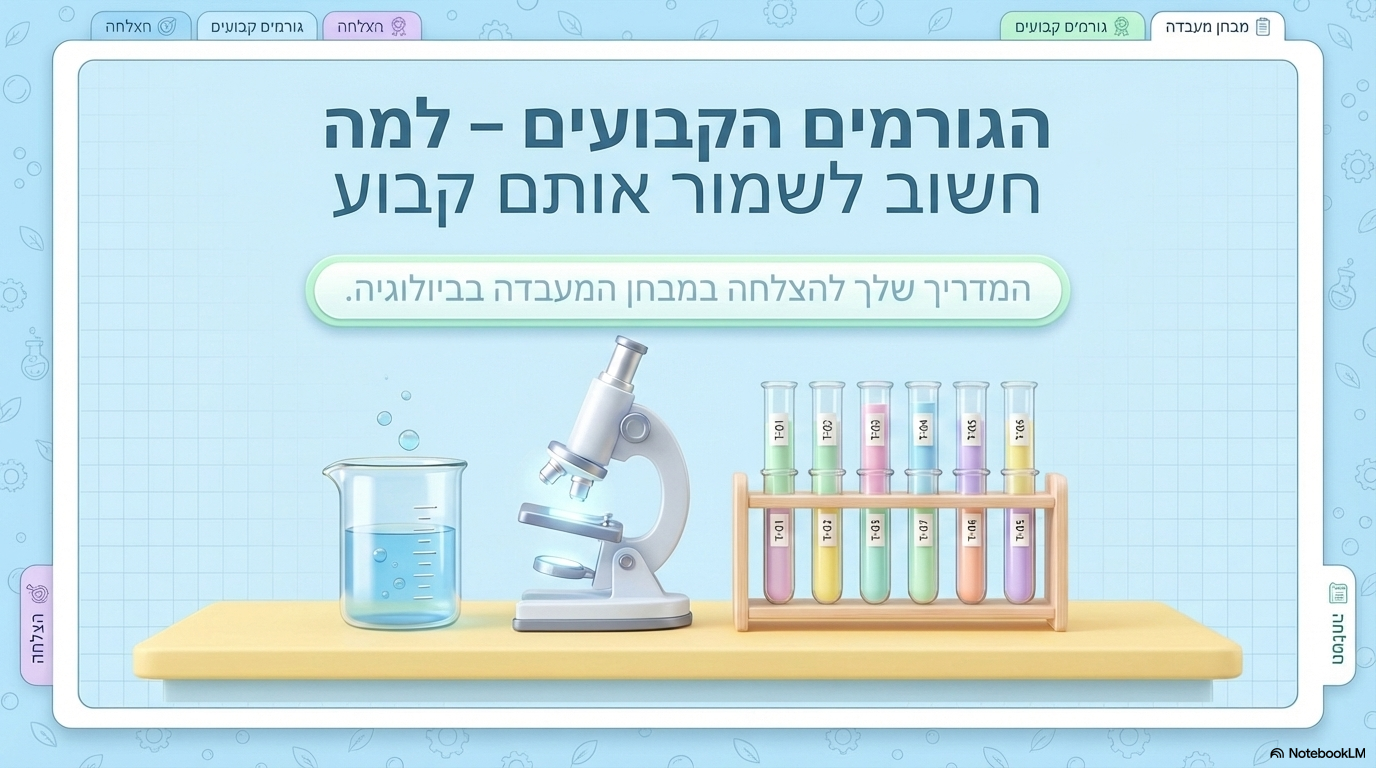 מבחן מעבדה
גורמים קבועים
הצלחה
גורמים קבועים
הצלחה
הגורמים הקבועים – למה
חשוב לשמור אותם קבוע
המדריך שלך להצלחה במבחן המעבדה בביולוגיה.
T-01
הצלחה
NotebookLM